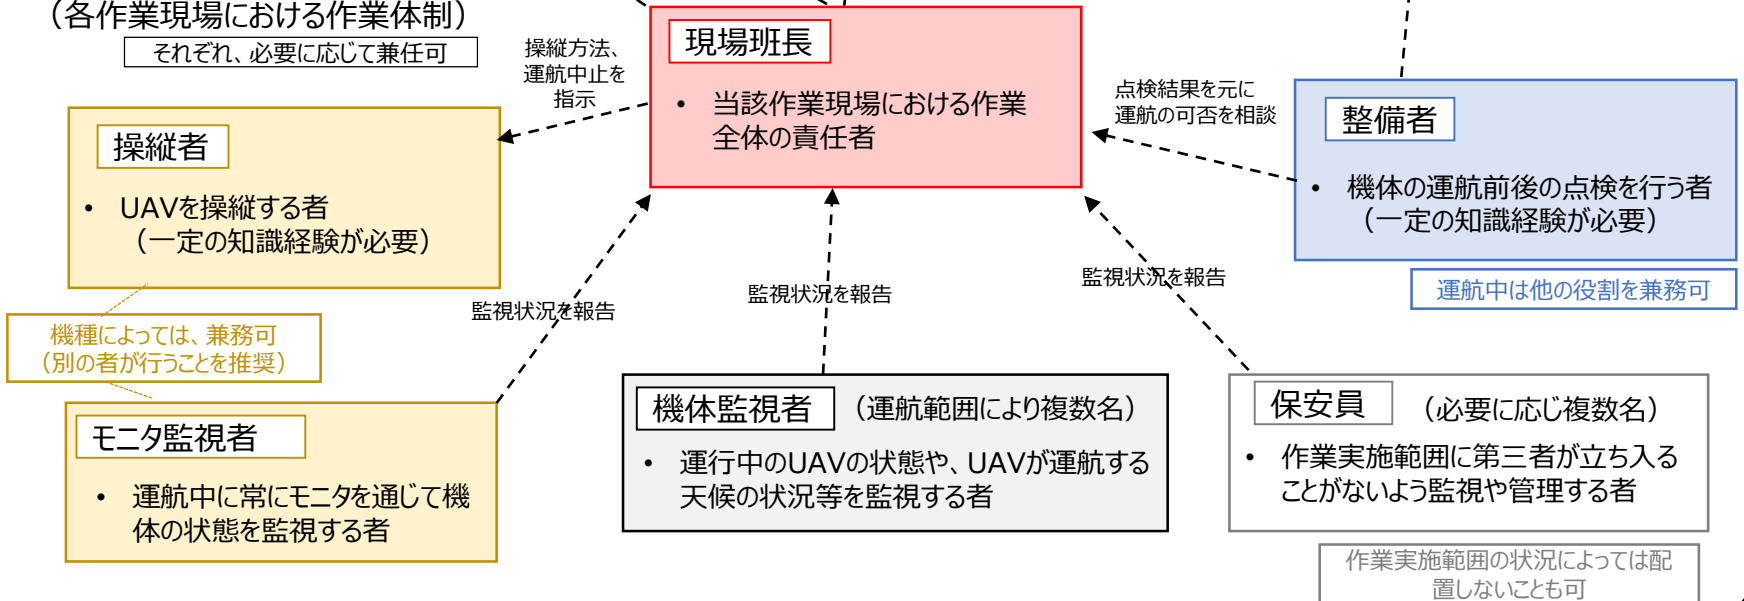 (各作業現場における作業体制)
それぞれ、必要に応じて兼任可
操縦方法、
運航中止を
指示
現場班長
• 当該作業現場における作業
全体の責任者
点検結果を元に
運航の可否を相談
整備者
• 機体の運航前後の点検を行う者
(一定の知識経験が必要)
運航中は他の役割を兼務可
操縦者
• UAVを操縦する者
(一定の知識経験が必要)
機種によっては、兼務可
(別の者が行うことを推奨)
監視状況を報告
監視状況を報告
監視状況を報告
モニタ監視者
• 運航中に常にモニタを通じて機
体の状態を監視する者
機体監視者 (運航範囲により複数名)
• 運行中のUAVの状態や、UAVが運航する
天候の状況等を監視する者
保安員 (必要に応じ複数名)
• 作業実施範囲に第三者が立ち入る
ことがないよう監視や管理する者
作業実施範囲の状況によっては配
置しないことも可